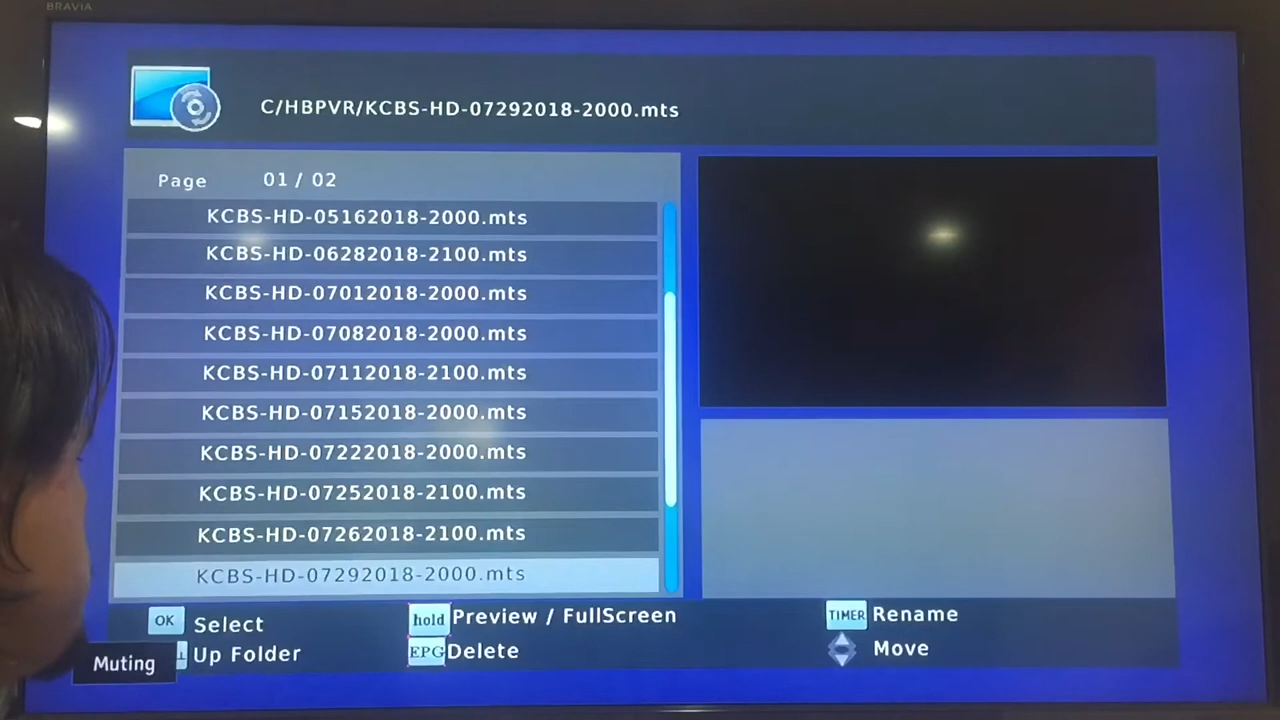 BRAVIA
C/HBPVR/KCBS-HD-07292018-2000.mts
Page 01 / 02
KCBS-HD-05162018-2000.mts
KCBS-HD-06282018-2100.mts
KCBS-HD-07012018-2000.mts
KCBS-HD-07082018-2000.mts
KCBS-HD-07112018-2100.mts
KCBS-HD-07152018-2000.mts
KCBS-HD-07222018-2000.mts
KCBS-HD-07252018-2100.mts
KCBS-HD-07262018-2100.mts
KCBS-HD-07292018-2000.mts
OK Select hold Preview / FullScreen TIMER Rename
Up Folder EPG Delete Move
Muting